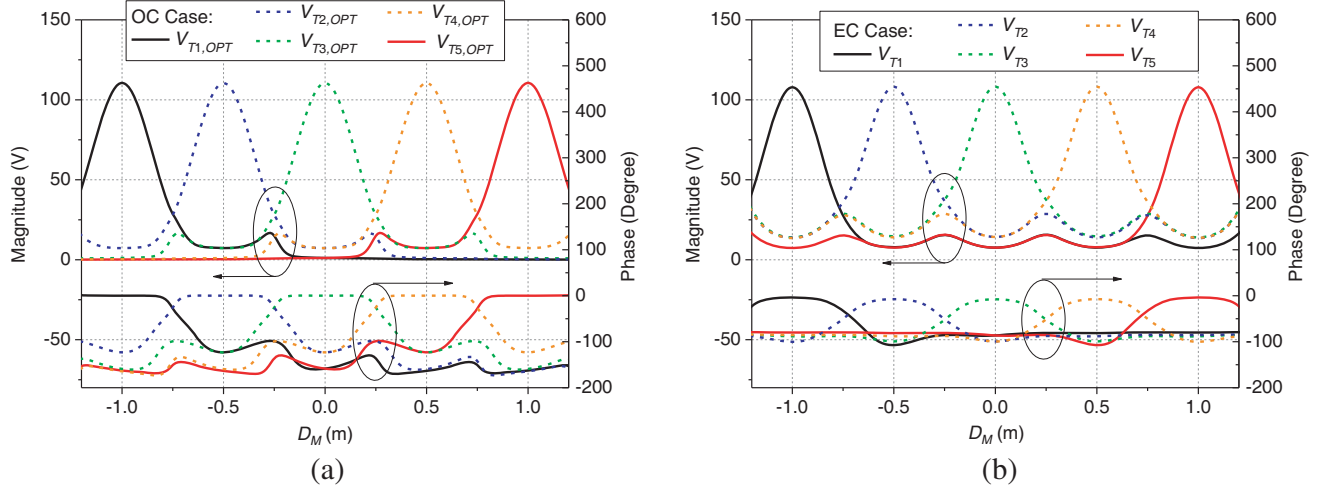 OC Case:
V_{T1,OPT}
V_{T2,OPT}
V_{T3,OPT}
V_{T4,OPT}
V_{T5,OPT}
150
100
50
0
-50
Magnitude (V)
600
500
400
300
200
100
0
-100
-200
Phase (Degree)
-1.0 -0.5 0.0 0.5 1.0
D_M (m)
(a)
EC Case:
V_{T1}
V_{T2}
V_{T3}
V_{T4}
V_{T5}
150
100
50
0
-50
Magnitude (V)
600
500
400
300
200
100
0
-100
-200
Phase (Degree)
-1.0 -0.5 0.0 0.5 1.0
D_M (m)
(b)